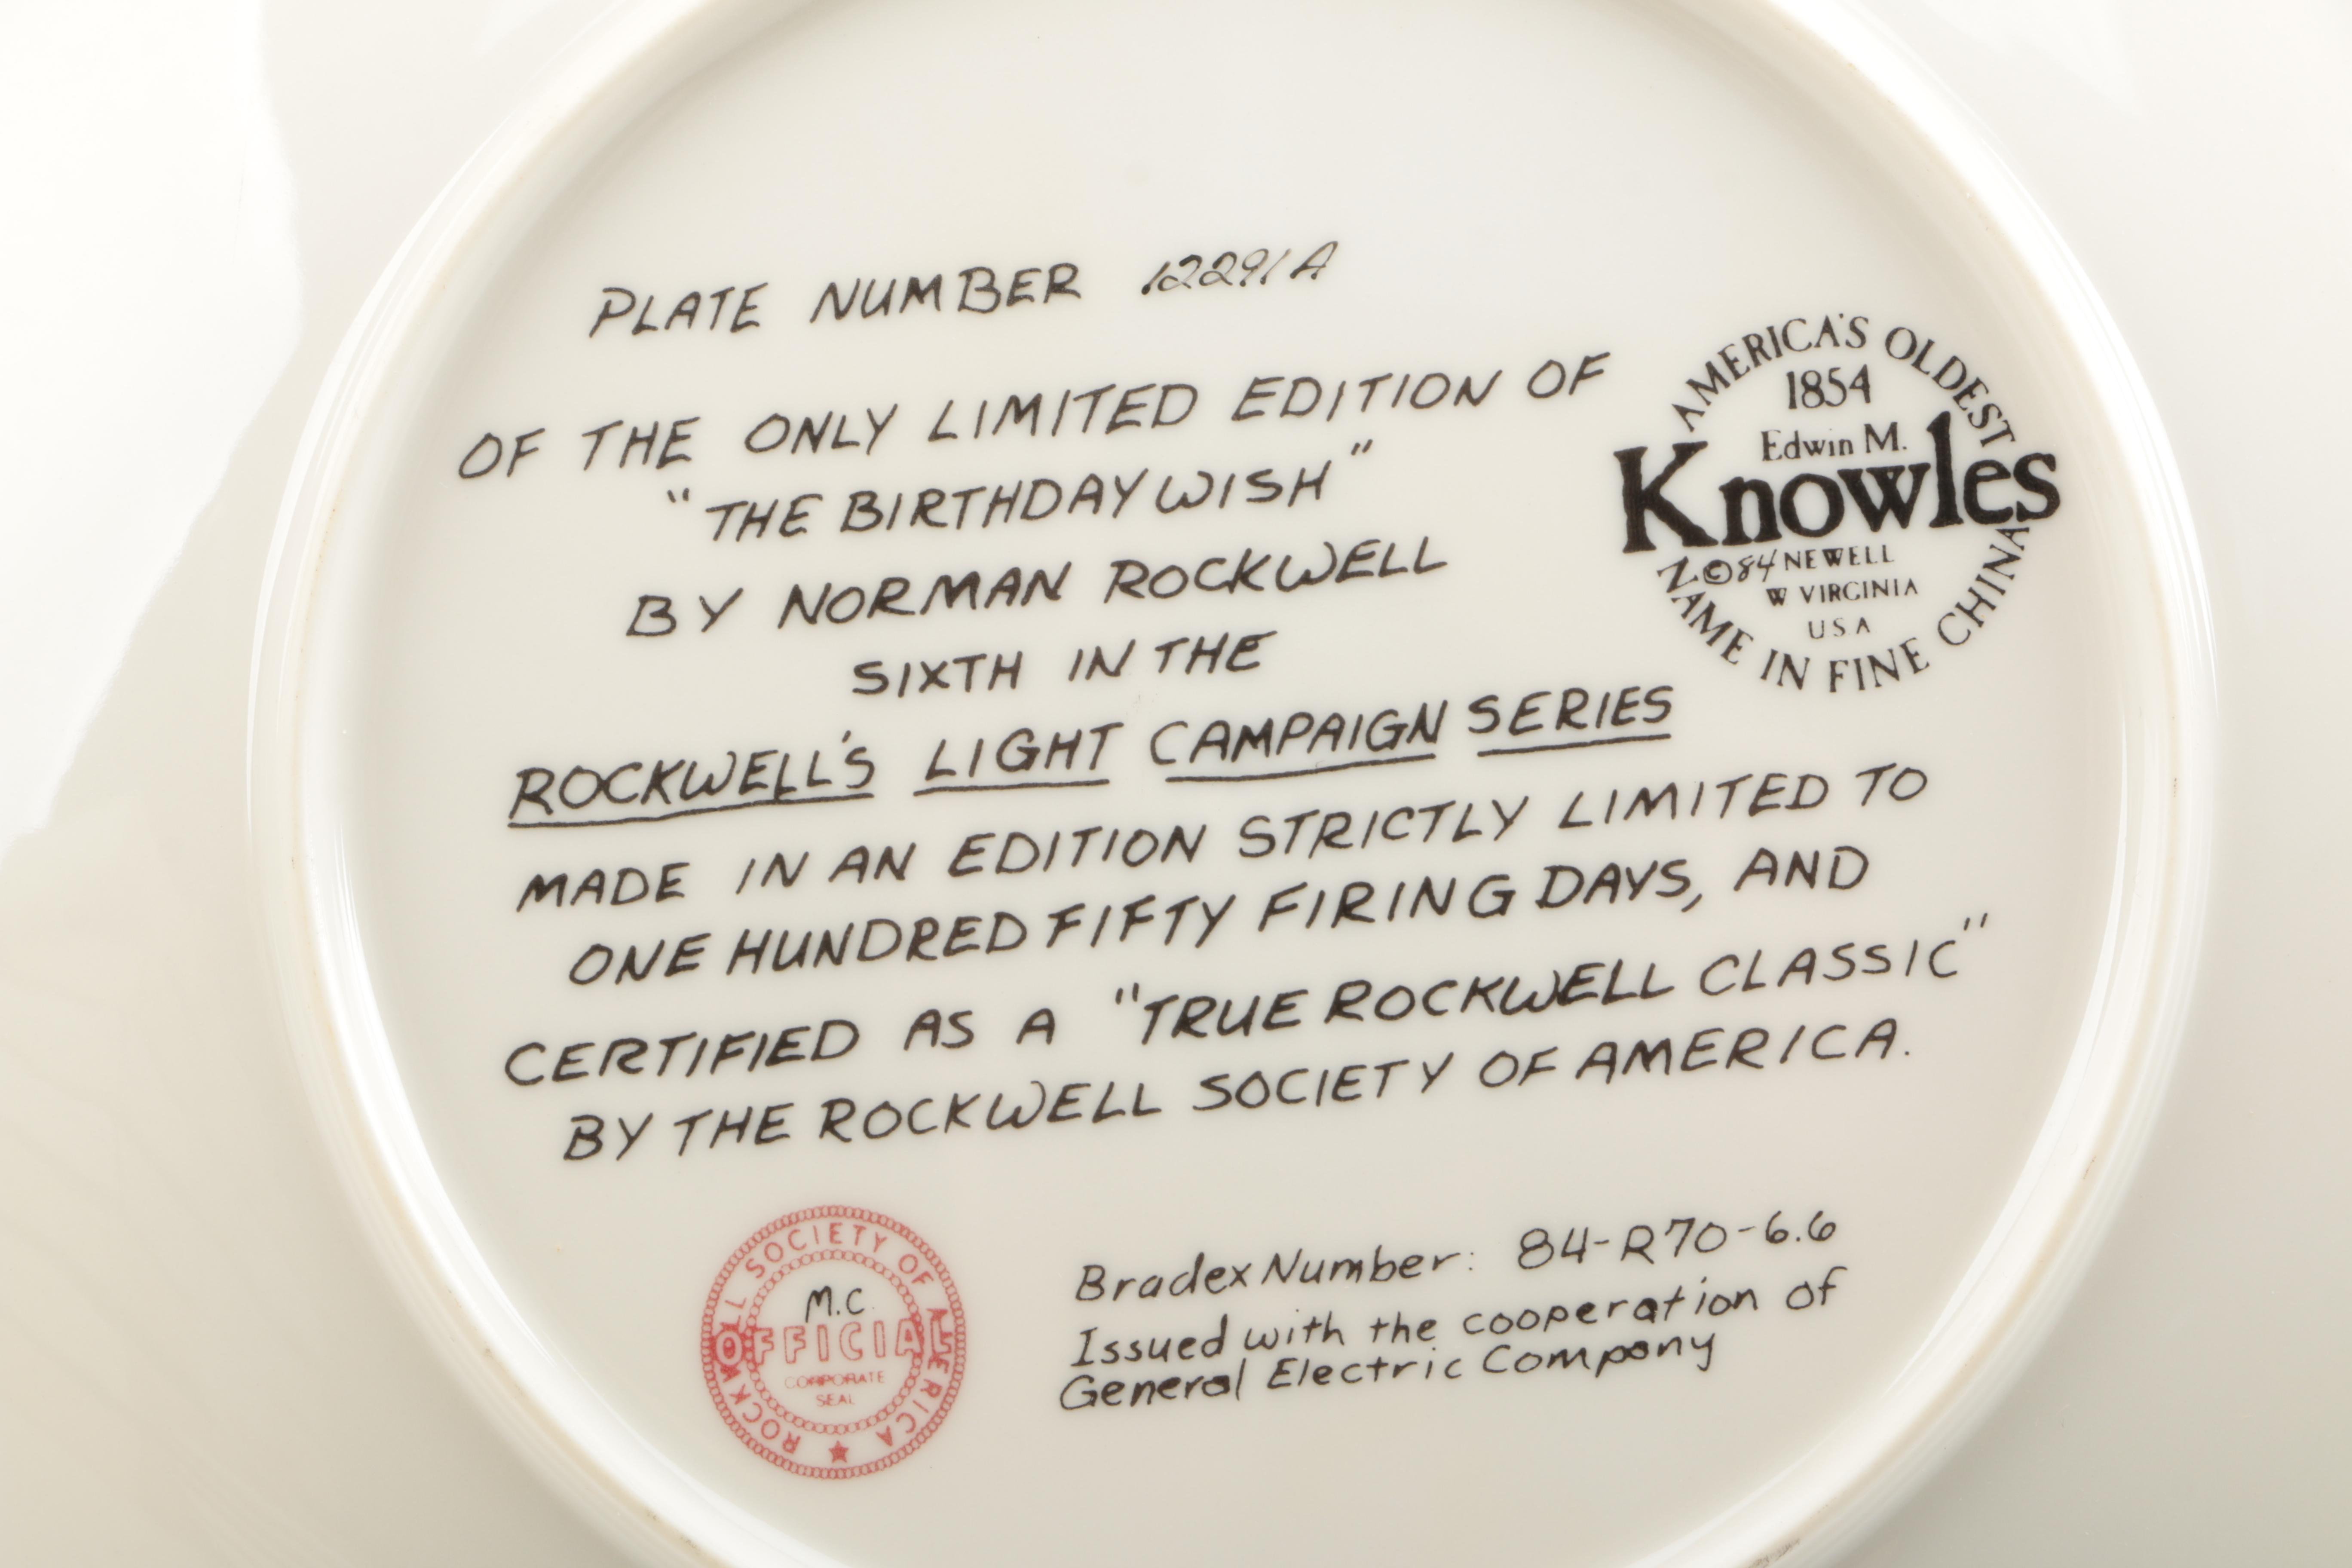 PLATE NUMBER 12291A
OF THE ONLY LIMITED EDITION OF
"THE BIRTHDAY WISH"
BY NORMAN ROCKWELL
SIXTH IN THE
ROCKWELL'S LIGHT CAMPAIGN SERIES
MADE IN AN EDITION STRICTLY LIMITED TO
ONE HUNDRED FIFTY FIRING DAYS, AND
CERTIFIED AS A "TRUE ROCKWELL CLASSIC"
BY THE ROCKWELL SOCIETY OF AMERICA.
AMERICA'S OLDEST
1854
Edwin M.
Knowles
©84 NEWELL
W VIRGINIA
USA
NAME IN FINE CHINA
ROCKWELL SOCIETY OF AMERICA
M.C.
OFFICIAL
CORPORATE
SEAL
Bradex Number: 84-R70-6.6
Issued with the cooperation of
General Electric Company